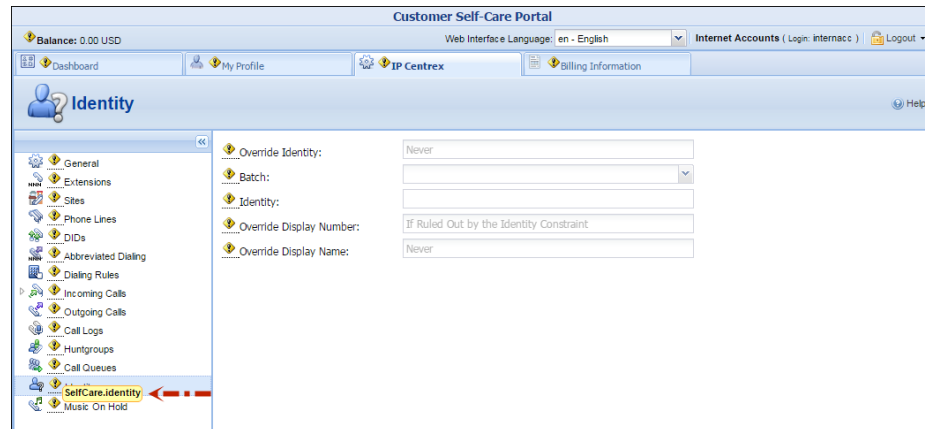 Customer Self-Care Portal
Balance: 0.00 USD
Web Interface Language: en - English
Internet Accounts ( Login: internacc )
Logout
Dashboard
My Profile
IP Centrex
Billing Information
Identity
Help
General
Extensions
Sites
Phone Lines
DIDs
Abbreviated Dialing
Dialing Rules
Incoming Calls
Outgoing Calls
Call Logs
Huntgroups
Call Queues
SelfCare.identity
Music On Hold
Override Identity: Never
Batch:
Identity:
Override Display Number: If Ruled Out by the Identity Constraint
Override Display Name: Never